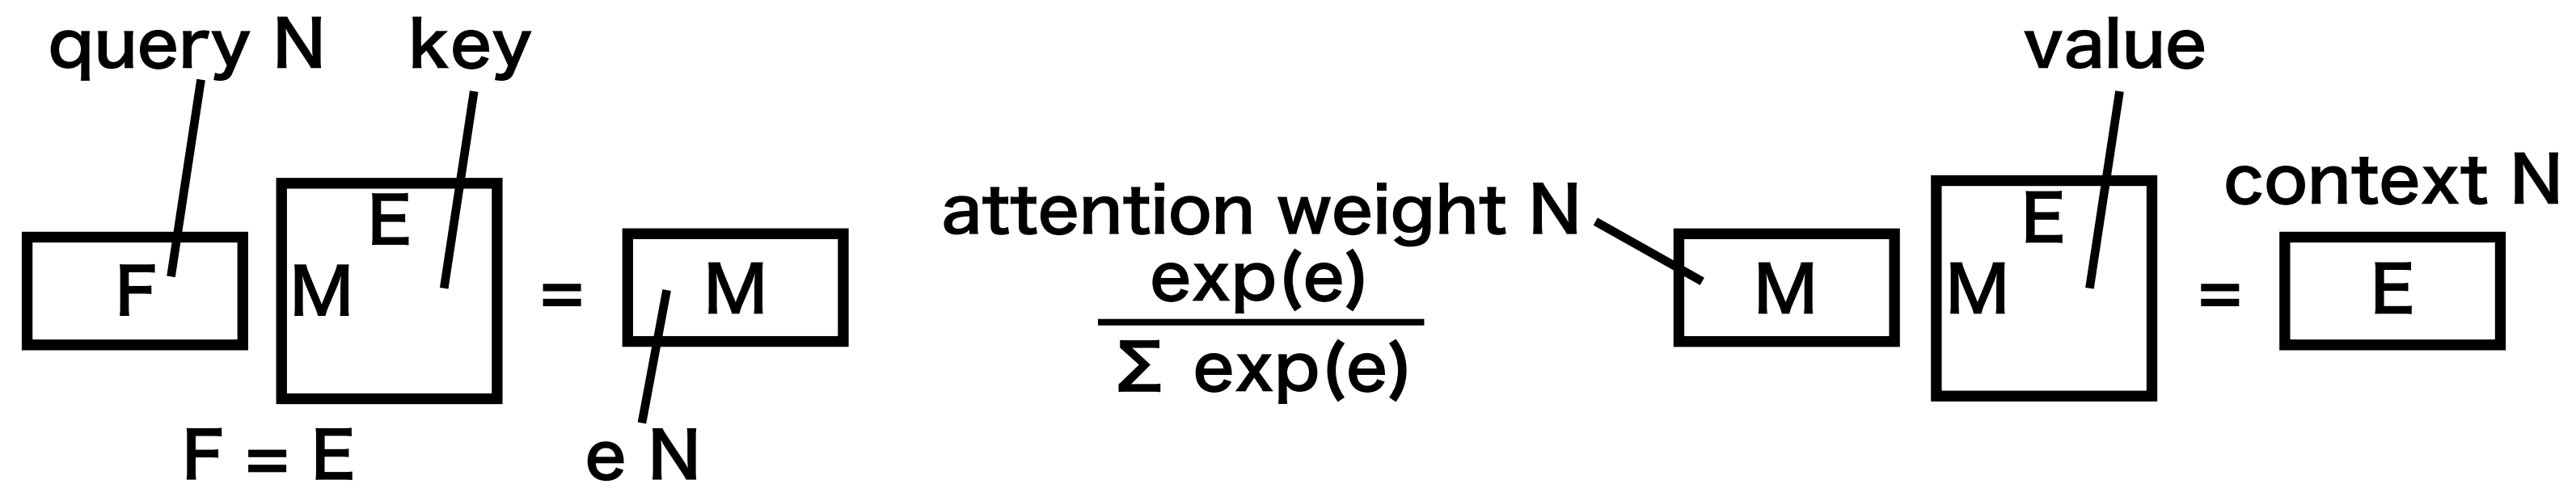 query N
key
F
E
M
=
M
F = E
e N
attention weight N
exp(e)
Σ exp(e)
M
value
E
M
=
context N
E